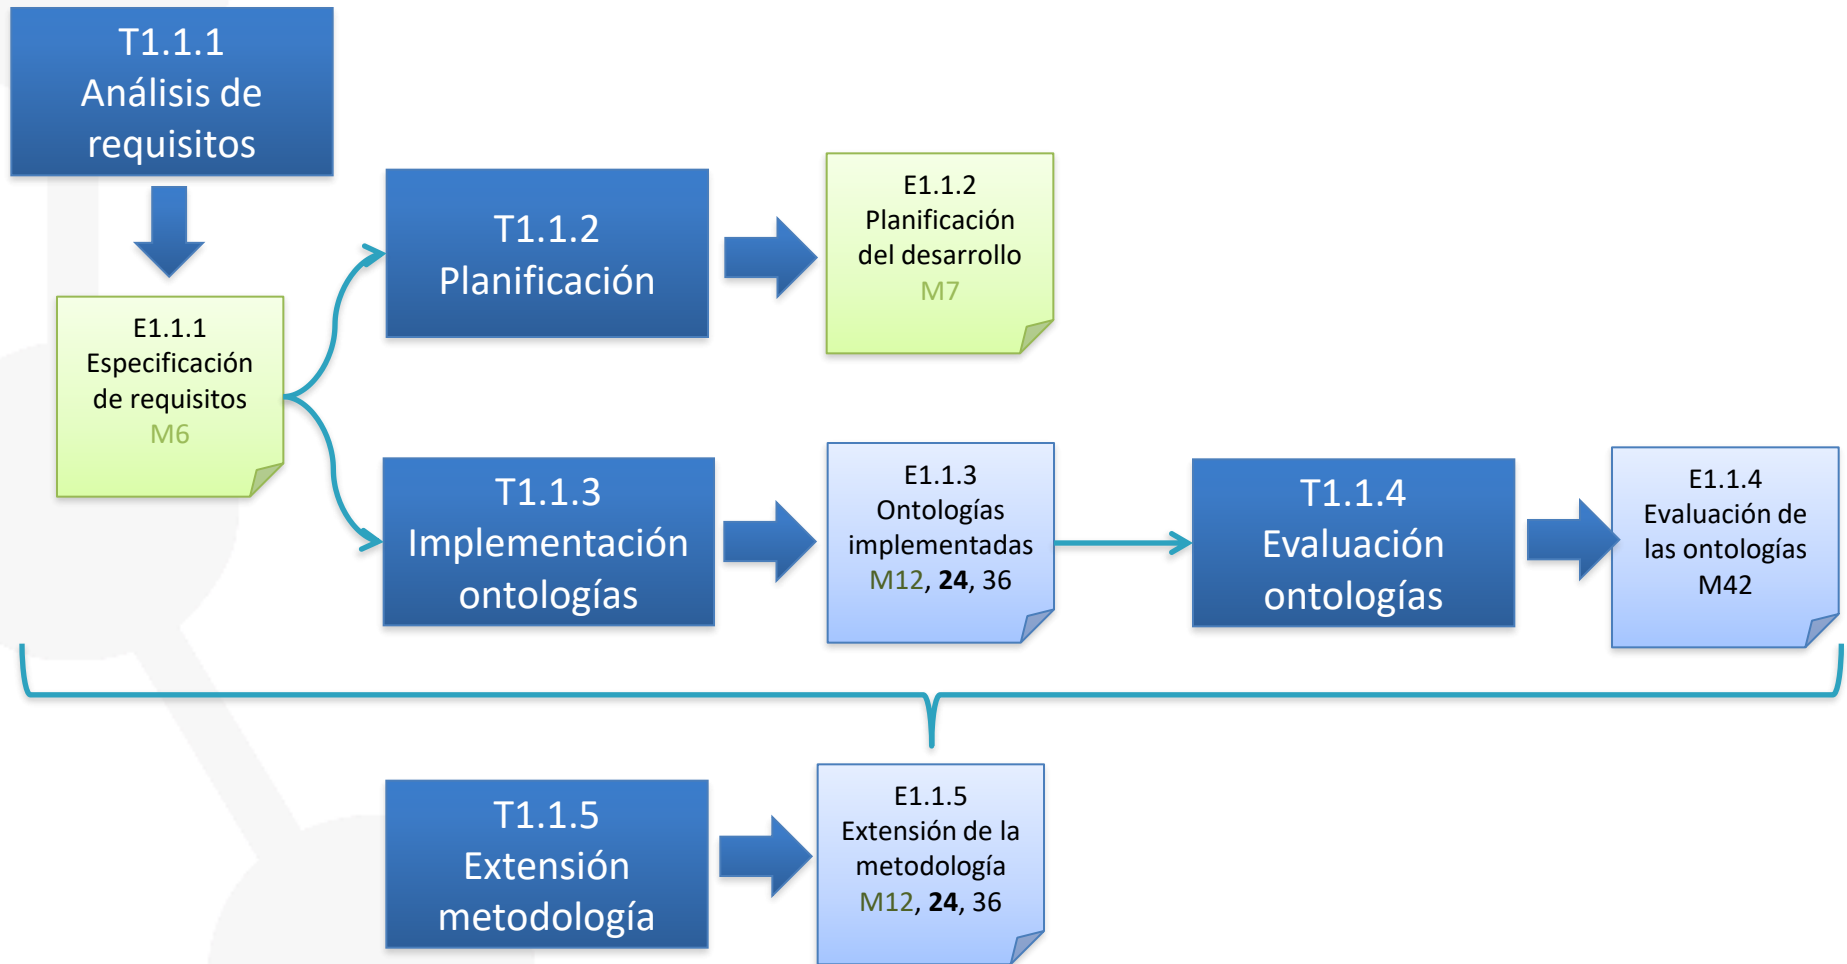 T1.1.1
Análisis de
requisitos
E1.1.1
Especificación
de requisitos
M6
T1.1.2
Planificación
E1.1.2
Planificación
del desarrollo
M7
T1.1.3
Implementación
ontologías
E1.1.3
Ontologías
implementadas
M12, 24, 36
T1.1.4
Evaluación
ontologías
E1.1.4
Evaluación de
las ontologías
M42
T1.1.5
Extensión
metodología
E1.1.5
Extensión de la
metodología
M12, 24, 36